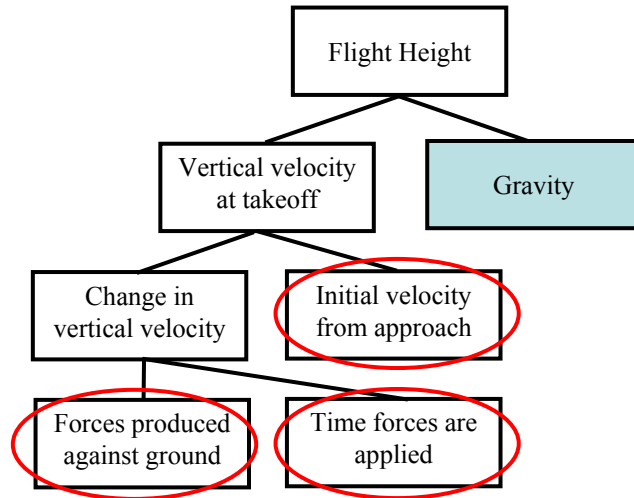 Flight Height
Vertical velocity
at takeoff
Gravity
Change in
vertical velocity
Initial velocity
from approach
Forces produced
against ground
Time forces are
applied